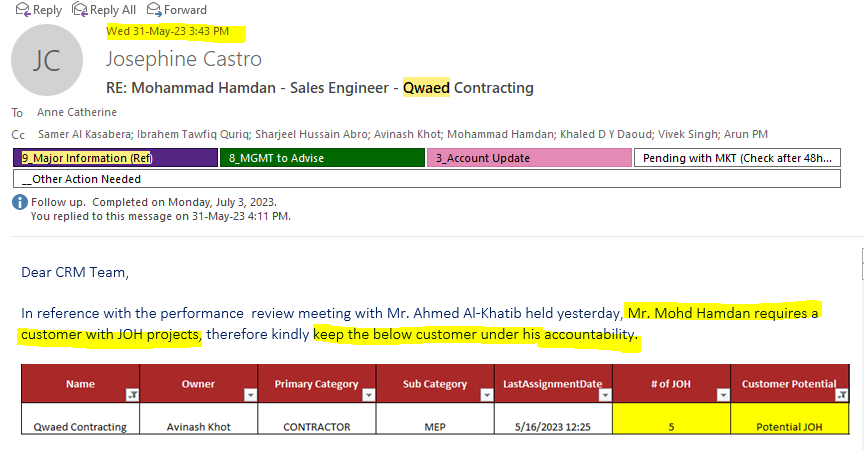 Reply Reply All Forward
Wed 31-May-23 3:43 PM
JC
Josephine Castro
RE: Mohammad Hamdan - Sales Engineer - Qwaed Contracting
To Anne Catherine
Cc Samer Al Kasabera; Ibrahem Tawfiq Quriq; Sharjeel Hussain Abro; Avinash Khot; Mohammad Hamdan; Khaled D Y Daoud; Vivek Singh; Arun PM
9_Major Information (Ref) 8_MGMT to Advise 3_Account Update Pending with MKT (Check after 48h...
__Other Action Needed
Follow up. Completed on Monday, July 3, 2023.
You replied to this message on 31-May-23 4:11 PM.
Dear CRM Team,
In reference with the performance review meeting with Mr. Ahmed Al-Khatib held yesterday, Mr. Mohd Hamdan requires a
customer with JOH projects, therefore kindly keep the below customer under his accountability.
Name Owner Primary Category Sub Category LastAssignmentDate # of JOH Customer Potential
Qwaed Contracting Avinash Khot CONTRACTOR MEP 5/16/2023 12:25 5 Potential JOH